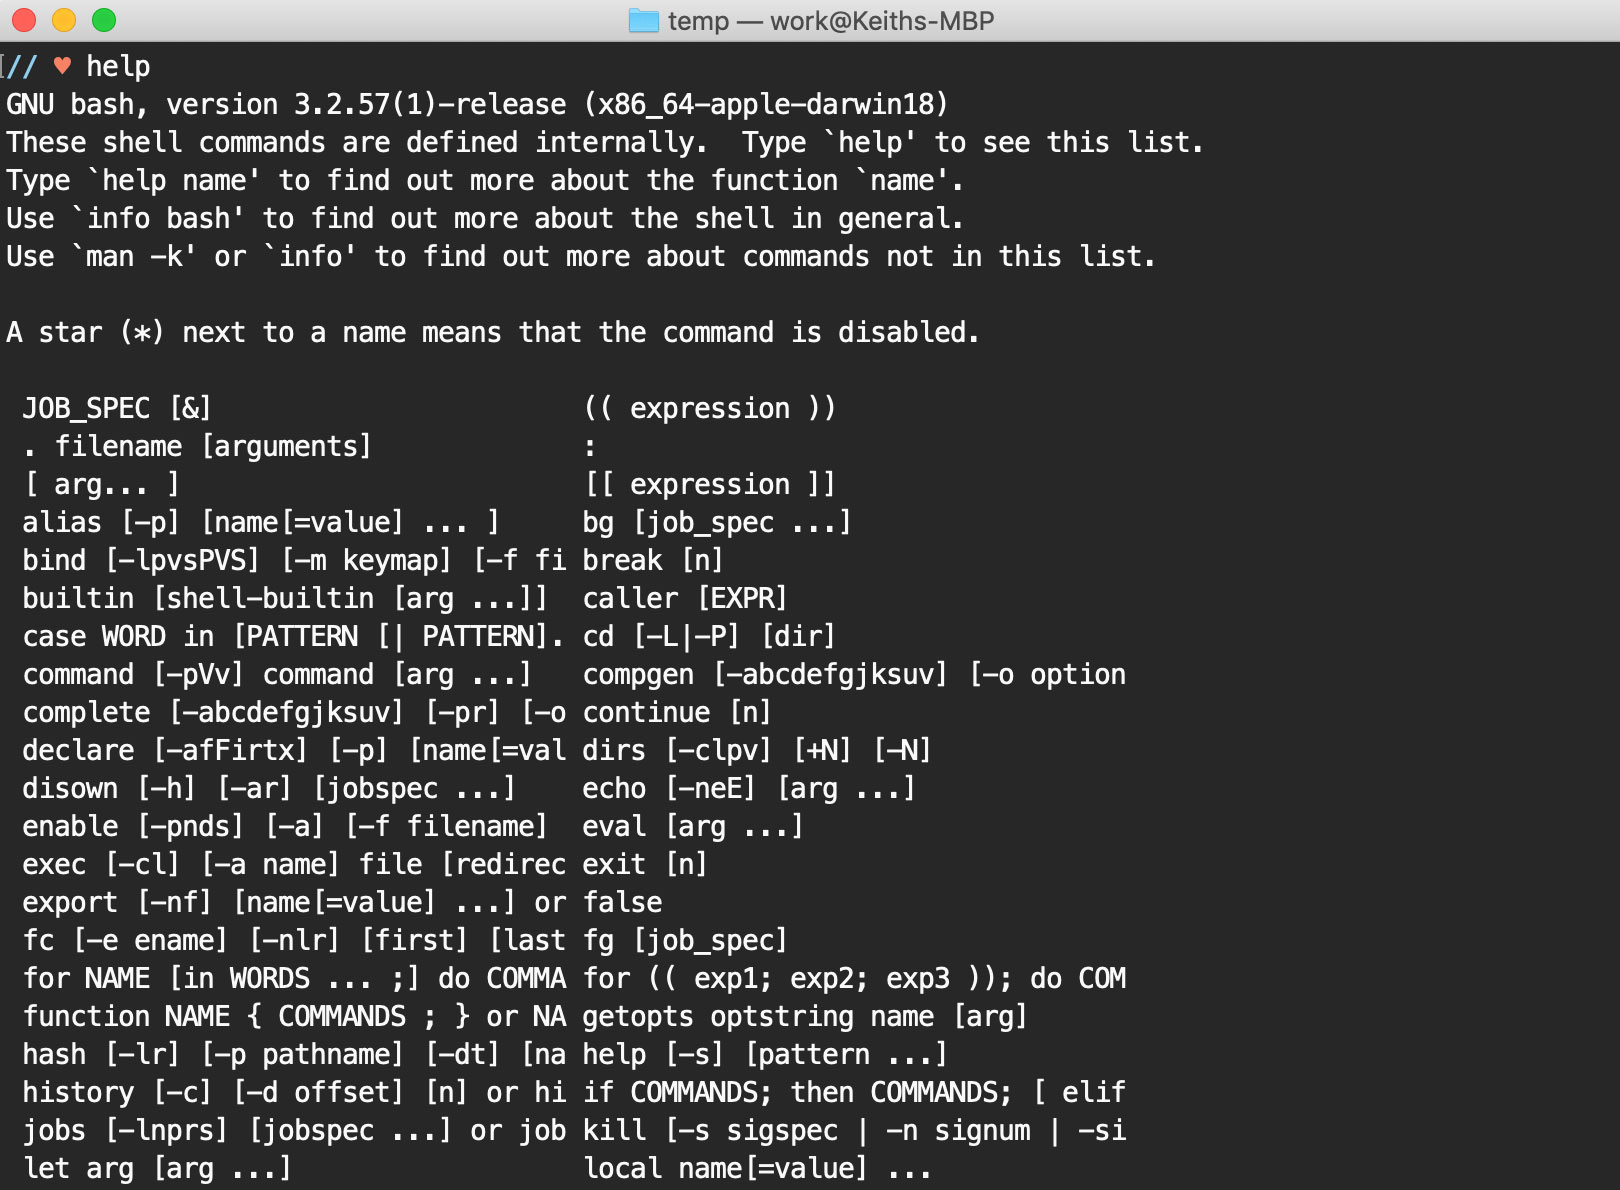 temp — work@Keiths-MBP
[// ♥ help
GNU bash, version 3.2.57(1)-release (x86_64-apple-darwin18)
These shell commands are defined internally.  Type `help' to see this list.
Type `help name' to find out more about the function `name'.
Use `info bash' to find out more about the shell in general.
Use `man -k' or `info' to find out more about commands not in this list.

A star (*) next to a name means that the command is disabled.

 JOB_SPEC [&]                       (( expression ))
 . filename [arguments]             :
 [ arg... ]                         [[ expression ]]
 alias [-p] [name[=value] ... ]     bg [job_spec ...]
 bind [-lpvsPVS] [-m keymap] [-f fi break [n]
 builtin [shell-builtin [arg ...]]  caller [EXPR]
 case WORD in [PATTERN [| PATTERN]. cd [-L|-P] [dir]
 command [-pVv] command [arg ...]   compgen [-abcdefgjksuv] [-o option
 complete [-abcdefgjksuv] [-pr] [-o continue [n]
 declare [-afFirtx] [-p] [name[=val dirs [-clpv] [+N] [-N]
 disown [-h] [-ar] [jobspec ...]    echo [-neE] [arg ...]
 enable [-pnds] [-a] [-f filename]  eval [arg ...]
 exec [-cl] [-a name] file [redirec exit [n]
 export [-nf] [name[=value] ...] or false
 fc [-e ename] [-nlr] [first] [last fg [job_spec]
 for NAME [in WORDS ... ;] do COMMA for (( exp1; exp2; exp3 )); do COM
 function NAME { COMMANDS ; } or NA getopts optstring name [arg]
 hash [-lr] [-p pathname] [-dt] [na help [-s] [pattern ...]
 history [-c] [-d offset] [n] or hi if COMMANDS; then COMMANDS; [ elif
 jobs [-lnprs] [jobspec ...] or job kill [-s sigspec | -n signum | -si
 let arg [arg ...]                  local name[=value] ...